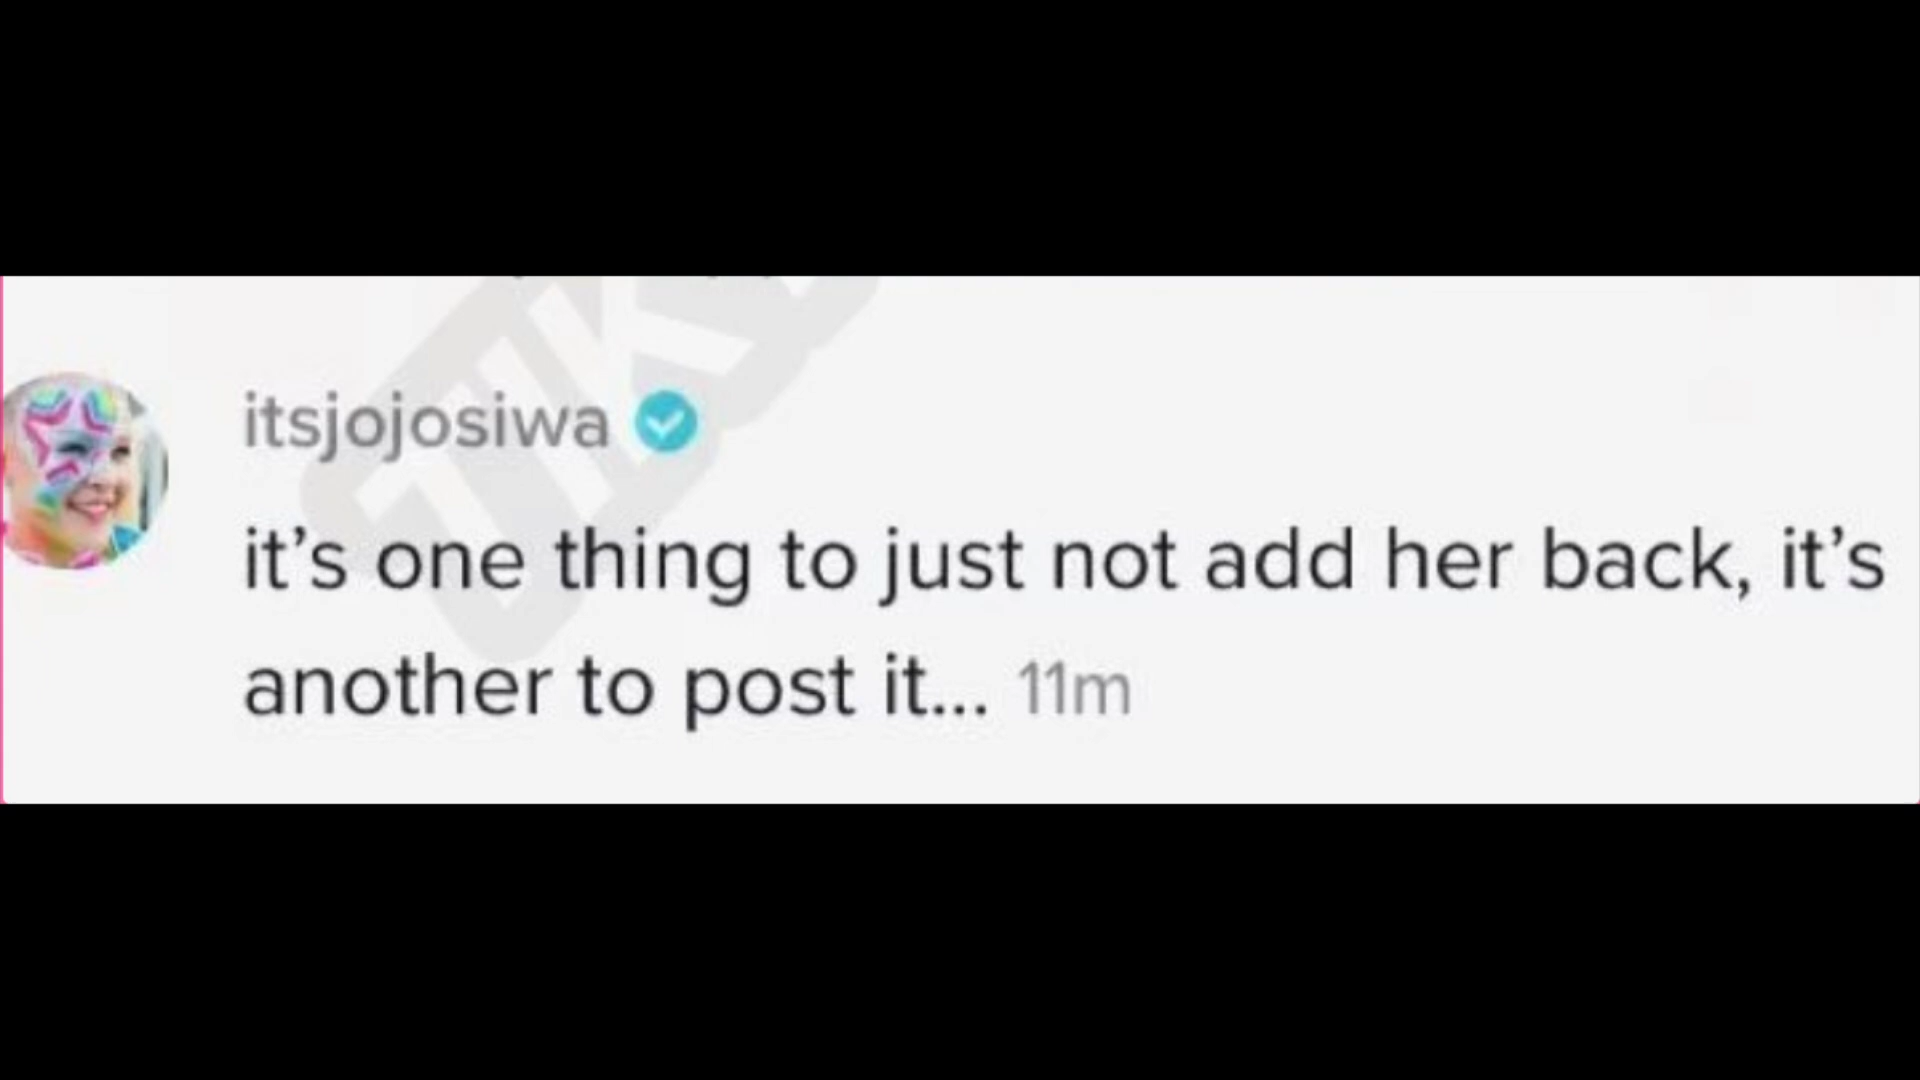 itsjojosiwa
it’s one thing to just not add her back, it’s
another to post it... 11m